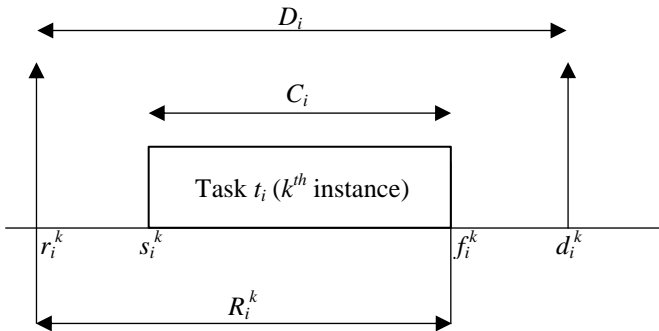 D_i
C_i
Task t_i (k^th instance)
r_i^k s_i^k f_i^k d_i^k
R_i^k